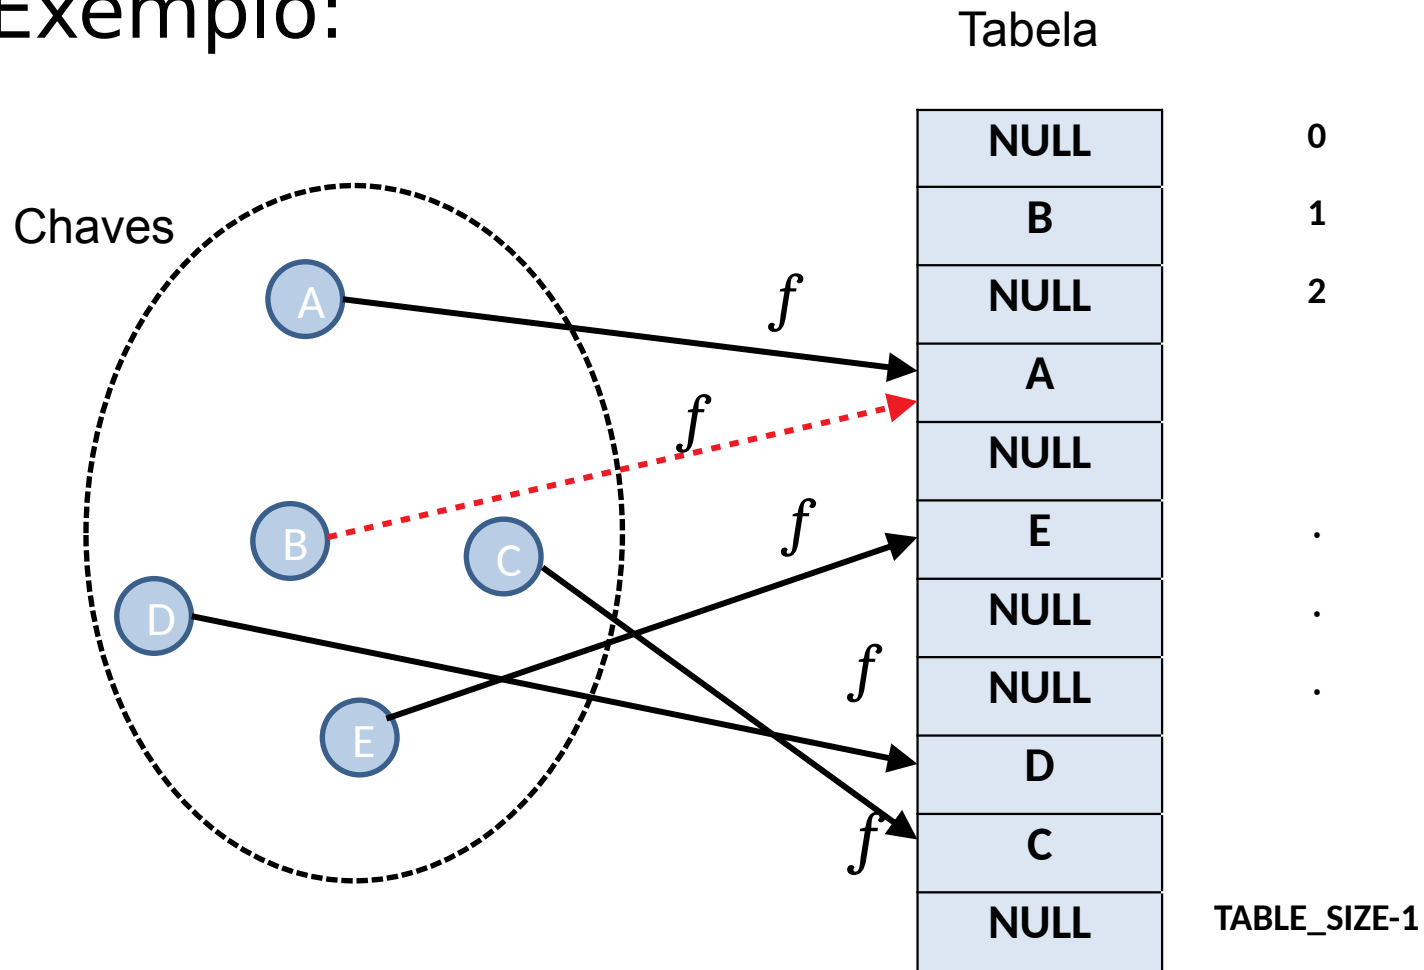 Exemplo:
Tabela
Chaves
A
B
C
D
E
f
f
f
f
f
NULL 0
B 1
NULL 2
A
NULL
E .
NULL .
NULL .
D
C
NULL TABLE_SIZE-1